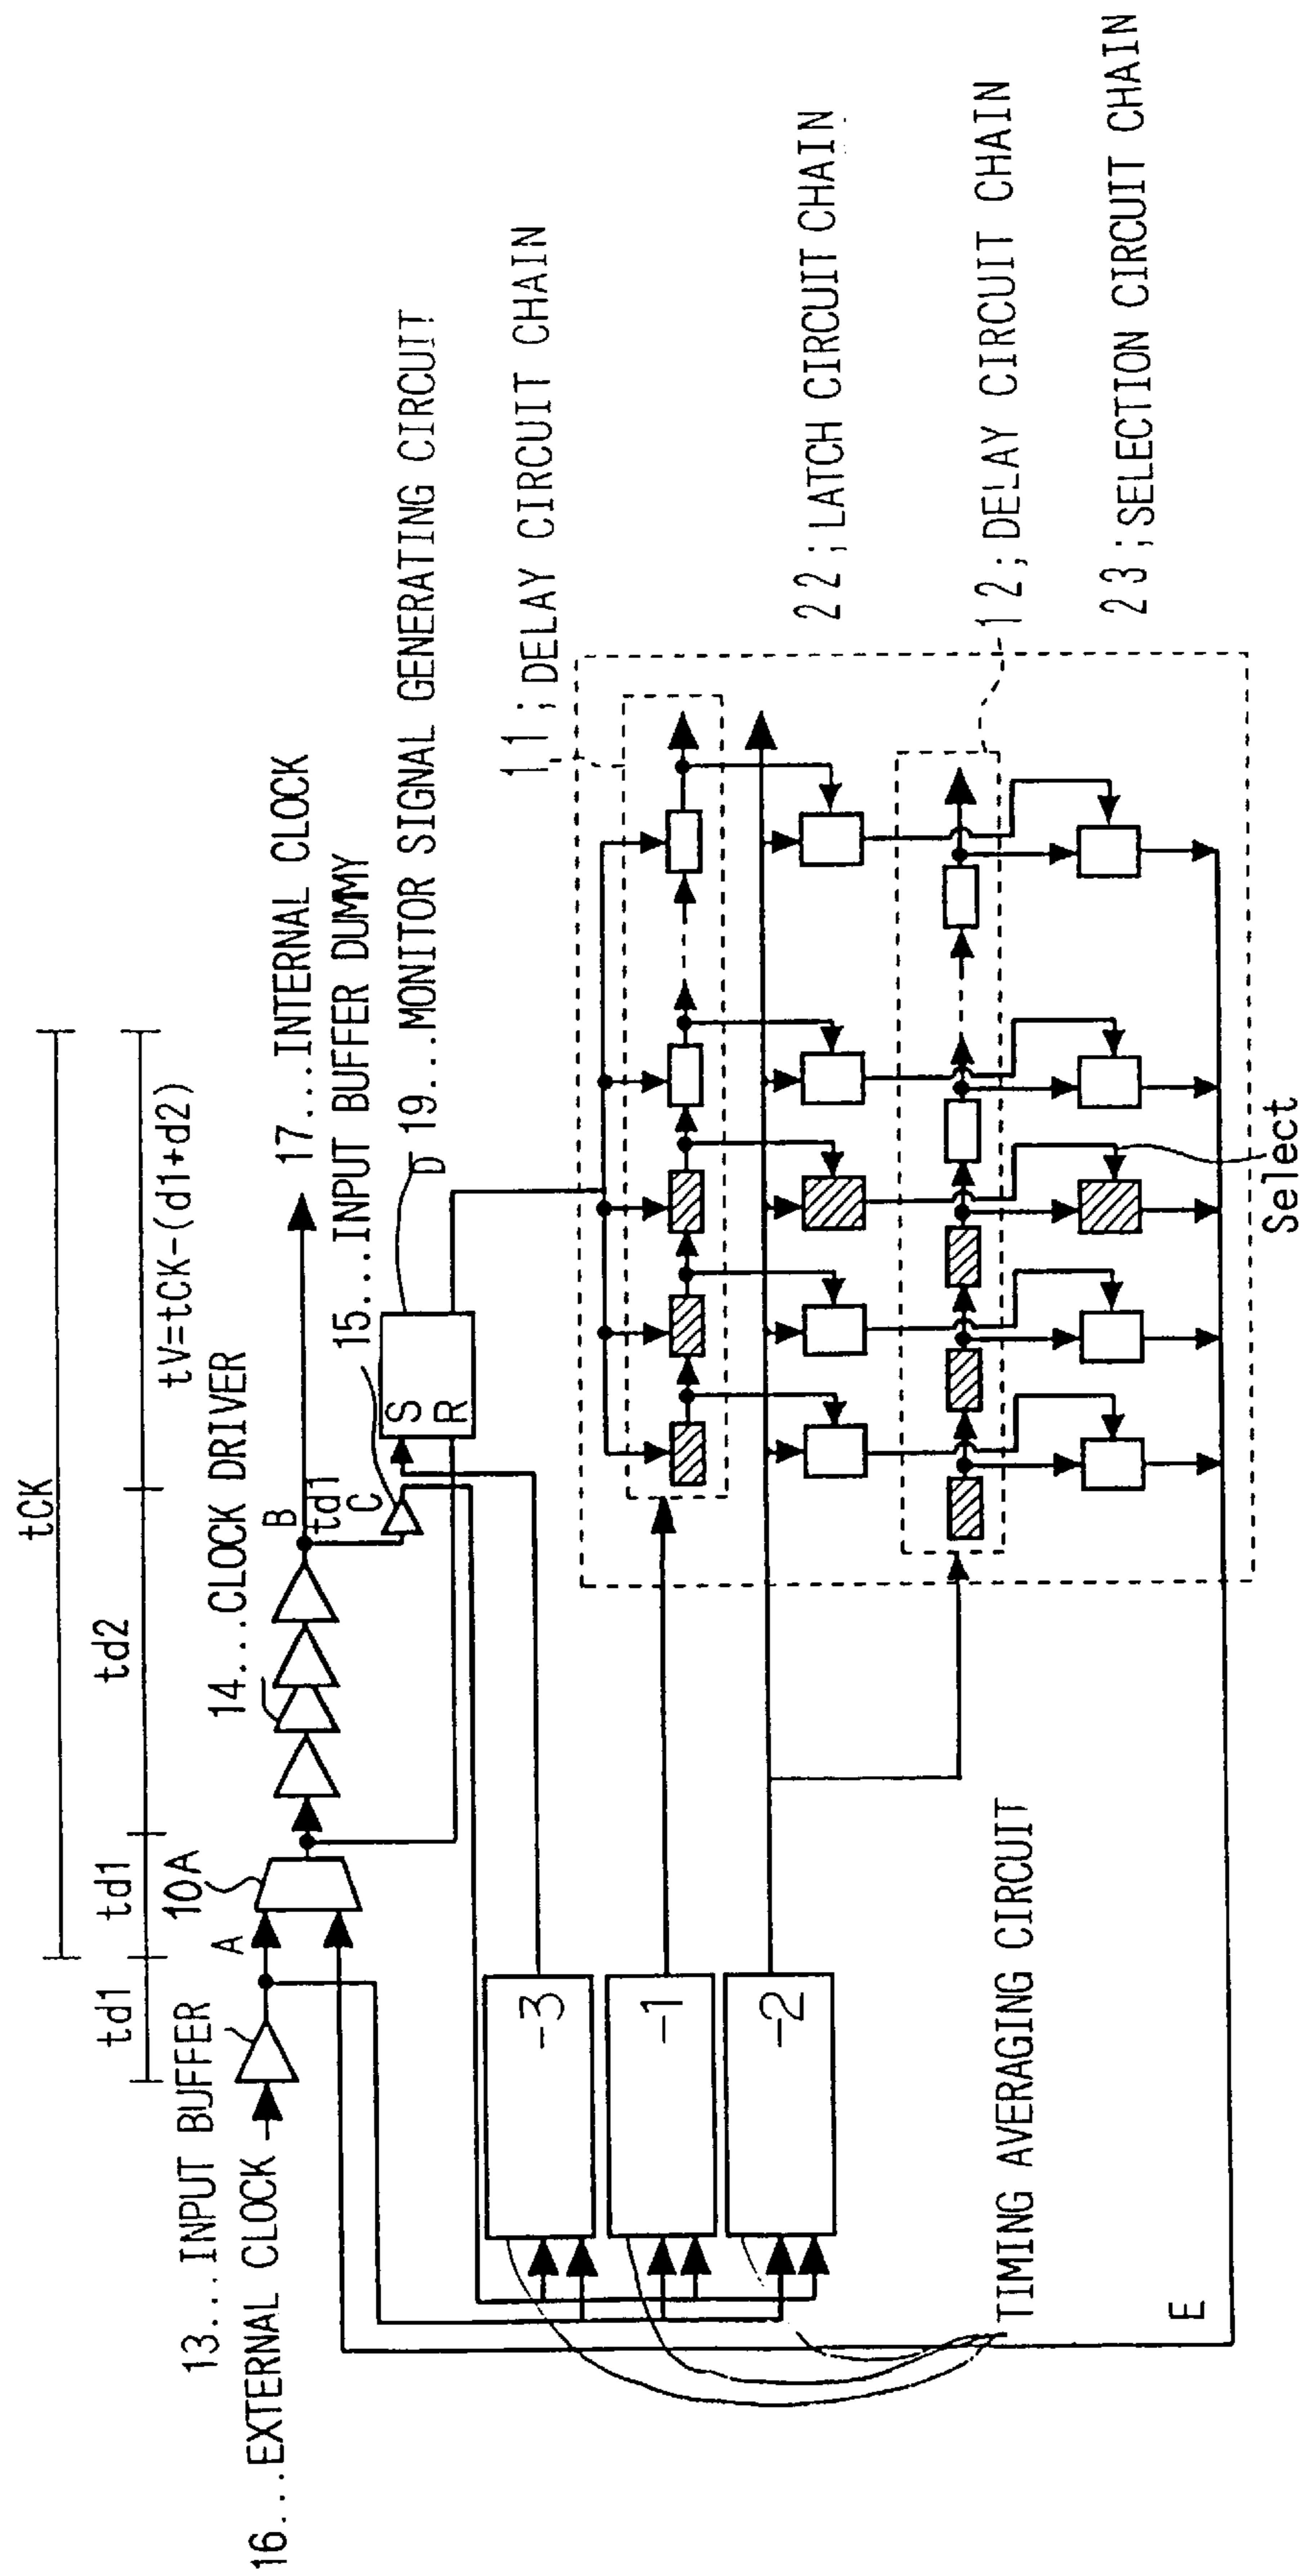 tCK
td1
td1
td2
tV=tCK-(d1+d2)
13...INPUT BUFFER
16...EXTERNAL CLOCK
A
10A
14...CLOCK DRIVER
B
td1
C
17...INTERNAL CLOCK
15...INPUT BUFFER DUMMY
S
R
D
19...MONITOR SIGNAL GENERATING CIRCUIT
-3
-1
-2
11;DELAY CIRCUIT CHAIN
22;LATCH CIRCUIT CHAIN
12;DELAY CIRCUIT CHAIN
23;SELECTION CIRCUIT CHAIN
TIMING AVERAGING CIRCUIT
E
Select